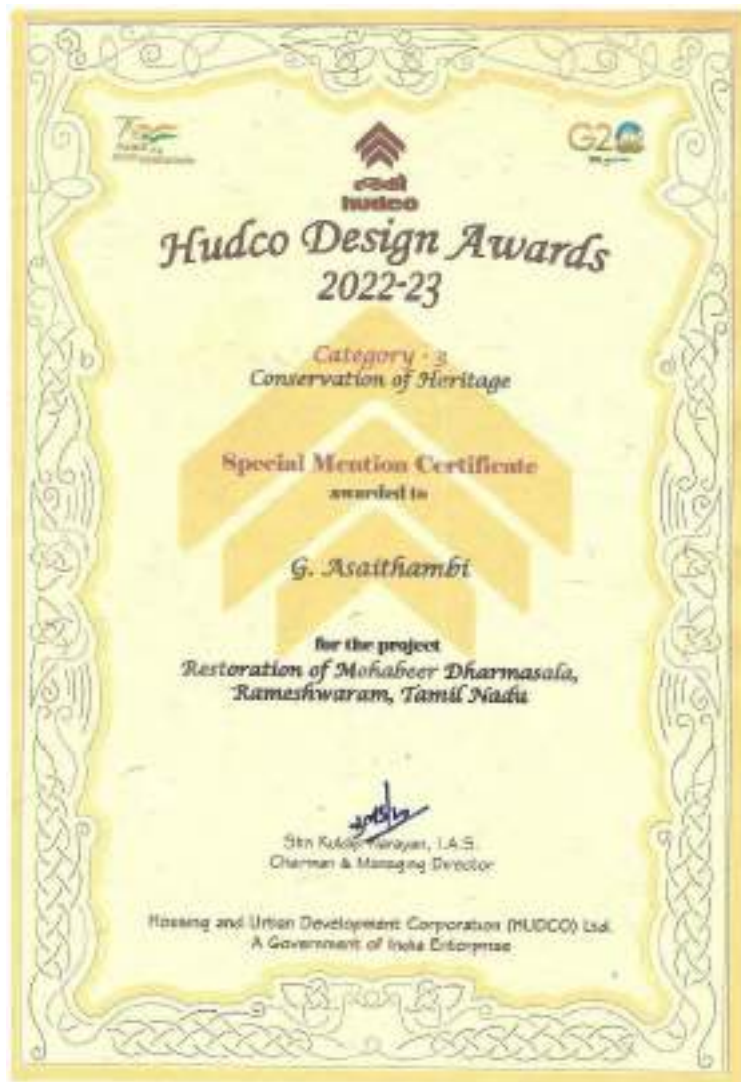 75
G20
हडको
hudco
Hudco Design Awards
2022-23
Category - 3
Conservation of Heritage
Special Mention Certificate
awarded to
G. Asaithambi
for the project
Restoration of Mohabeer Dharmasala,
Rameshwaram, Tamil Nadu
Shri Kuldip Narayan, I.A.S.
Chairman & Managing Director
Housing and Urban Development Corporation (HUDCO) Ltd.
A Government of India Enterprise